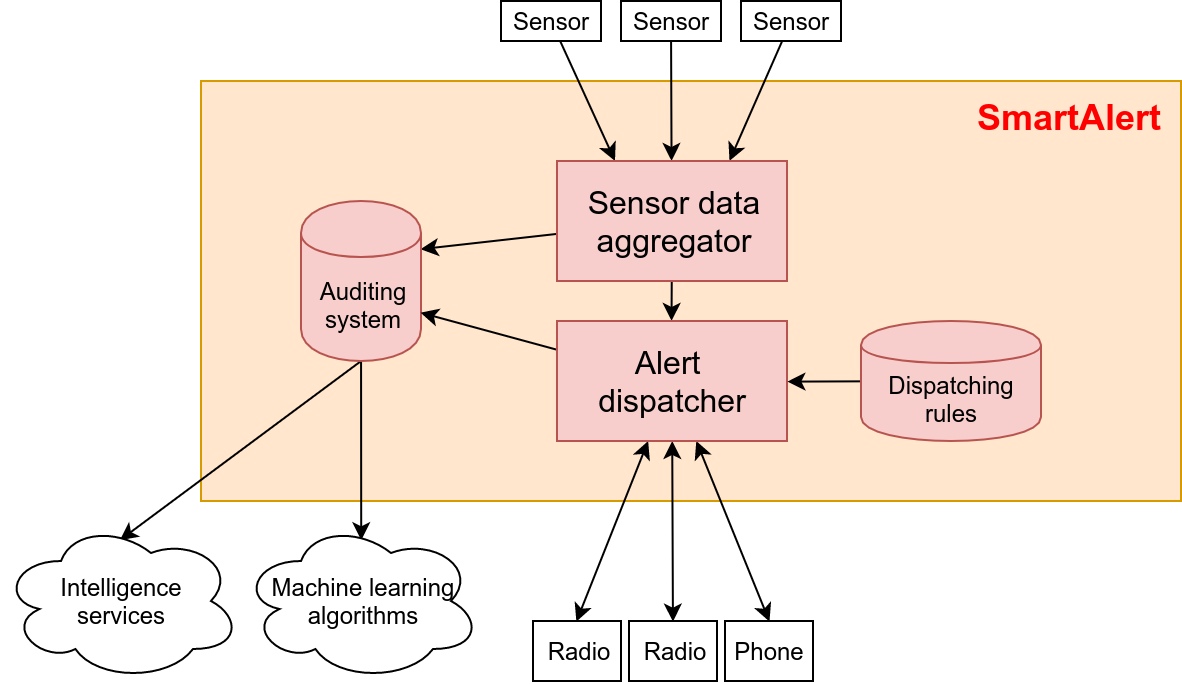 Sensor
Sensor
Sensor
SmartAlert
Sensor data
aggregator
Auditing
system
Alert
dispatcher
Dispatching
rules
Intelligence
services
Machine learning
algorithms
Radio
Radio
Phone